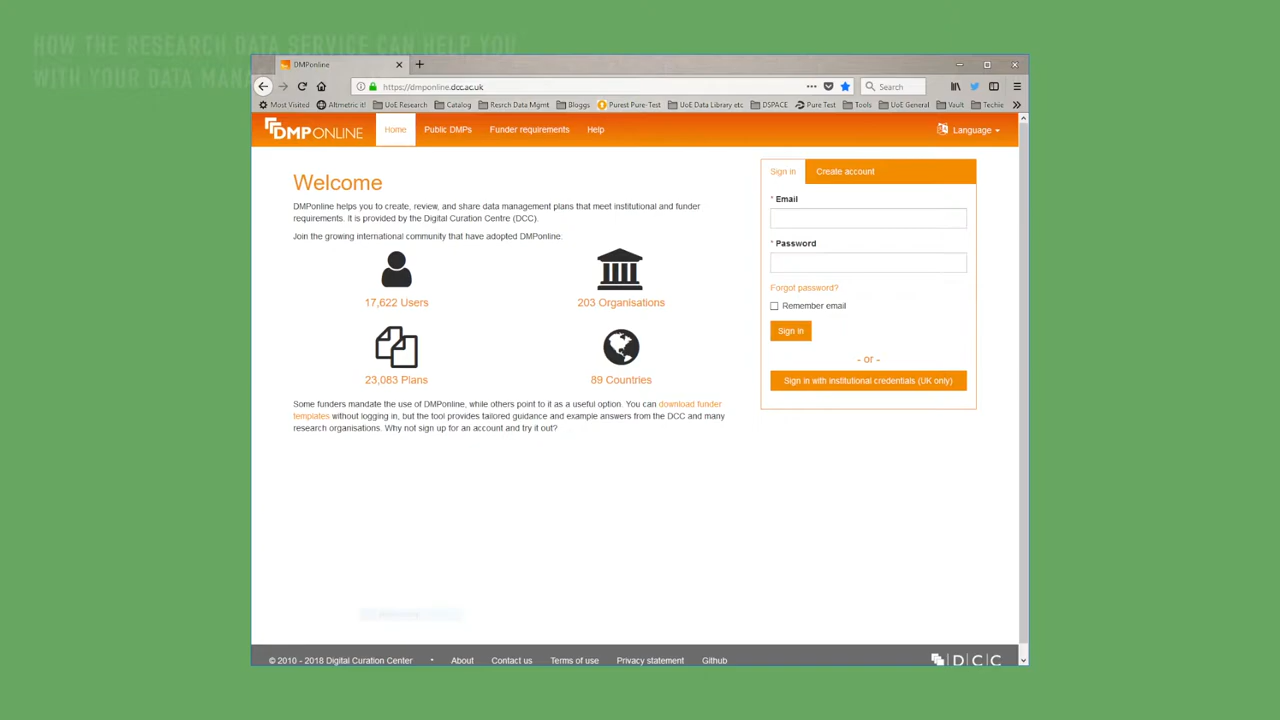 HOW THE RESEARCH DATA SERVICE CAN HELP YOU
WITH YOUR DATA MANA
DMPonline
https://dmponline.dcc.ac.uk
Search
Most Visited
Altmetric it!
UoE Research
Catalog
Resrch Data Mgmt
Bloggs
Purest Pure-Test
UoE Data Library etc
DSPACE
Pure Test
Tools
UoE General
Vault
Techie
DMPONLINE
Home
Public DMPs
Funder requirements
Help
Language
Welcome
DMPonline helps you to create, review, and share data management plans that meet institutional and funder
requirements. It is provided by the Digital Curation Centre (DCC).
Join the growing international community that have adopted DMPonline:
17,622 Users
203 Organisations
23,083 Plans
89 Countries
Some funders mandate the use of DMPonline, while others point to it as a useful option. You can download funder
templates without logging in, but the tool provides tailored guidance and example answers from the DCC and many
research organisations. Why not sign up for an account and try it out?
Sign in
Create account
* Email
* Password
Forgot password?
Remember email
Sign in
- or -
Sign in with institutional credentials (UK only)
© 2010 - 2018 Digital Curation Center
•
About
Contact us
Terms of use
Privacy statement
Github
DCC